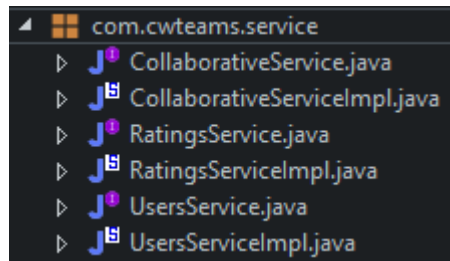 com.cwteams.service
CollaborativeService.java
CollaborativeServiceImpl.java
RatingsService.java
RatingsServiceImpl.java
UsersService.java
UsersServiceImpl.java